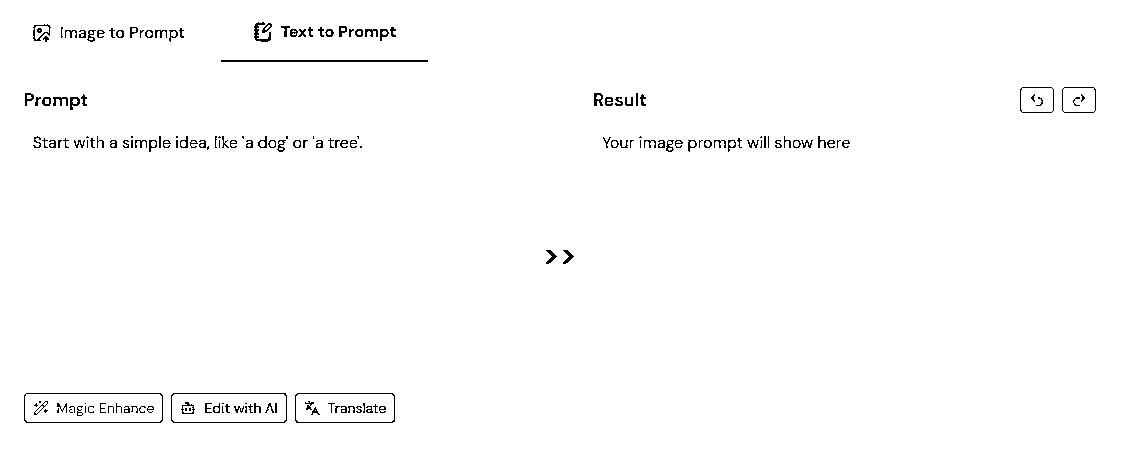 Image to Prompt
Text to Prompt
Prompt
Start with a simple idea, like 'a dog' or 'a tree'.
Result
Your image prompt will show here
Magic Enhance
Edit with AI
Translate